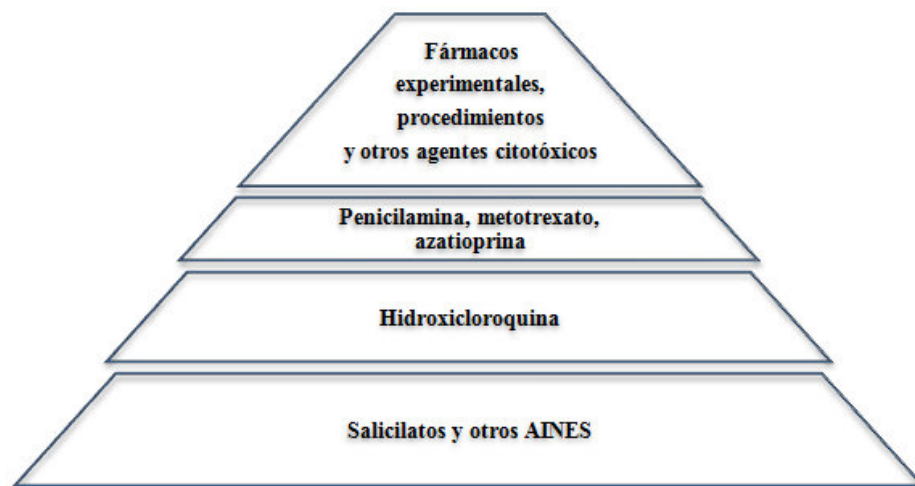 Fármacos
experimentales,
procedimientos
y otros agentes citotóxicos
Penicilamina, metotrexato,
azatioprina
Hidroxicloroquina
Salicilatos y otros AINES